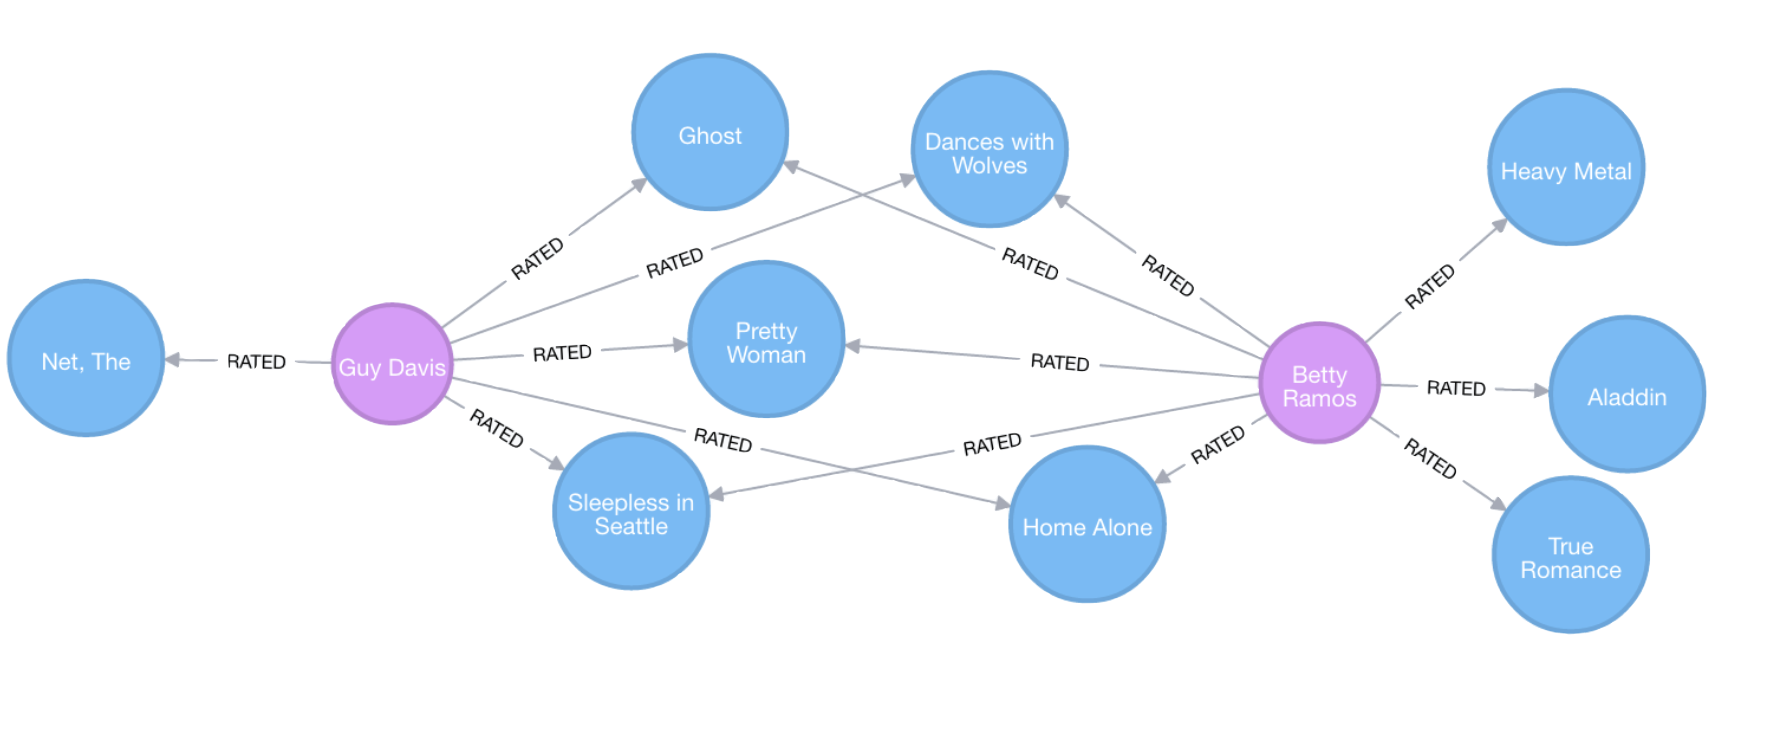 Ghost
Dances with
Wolves
Heavy Metal
RATED
RATED
RATED
RATED
RATED
Net, The
RATED
Guy Davis
RATED
Pretty
Woman
RATED
Betty
Ramos
RATED
Aladdin
RATED
RATED
RATED
RATED
RATED
Sleepless in
Seattle
Home Alone
True
Romance